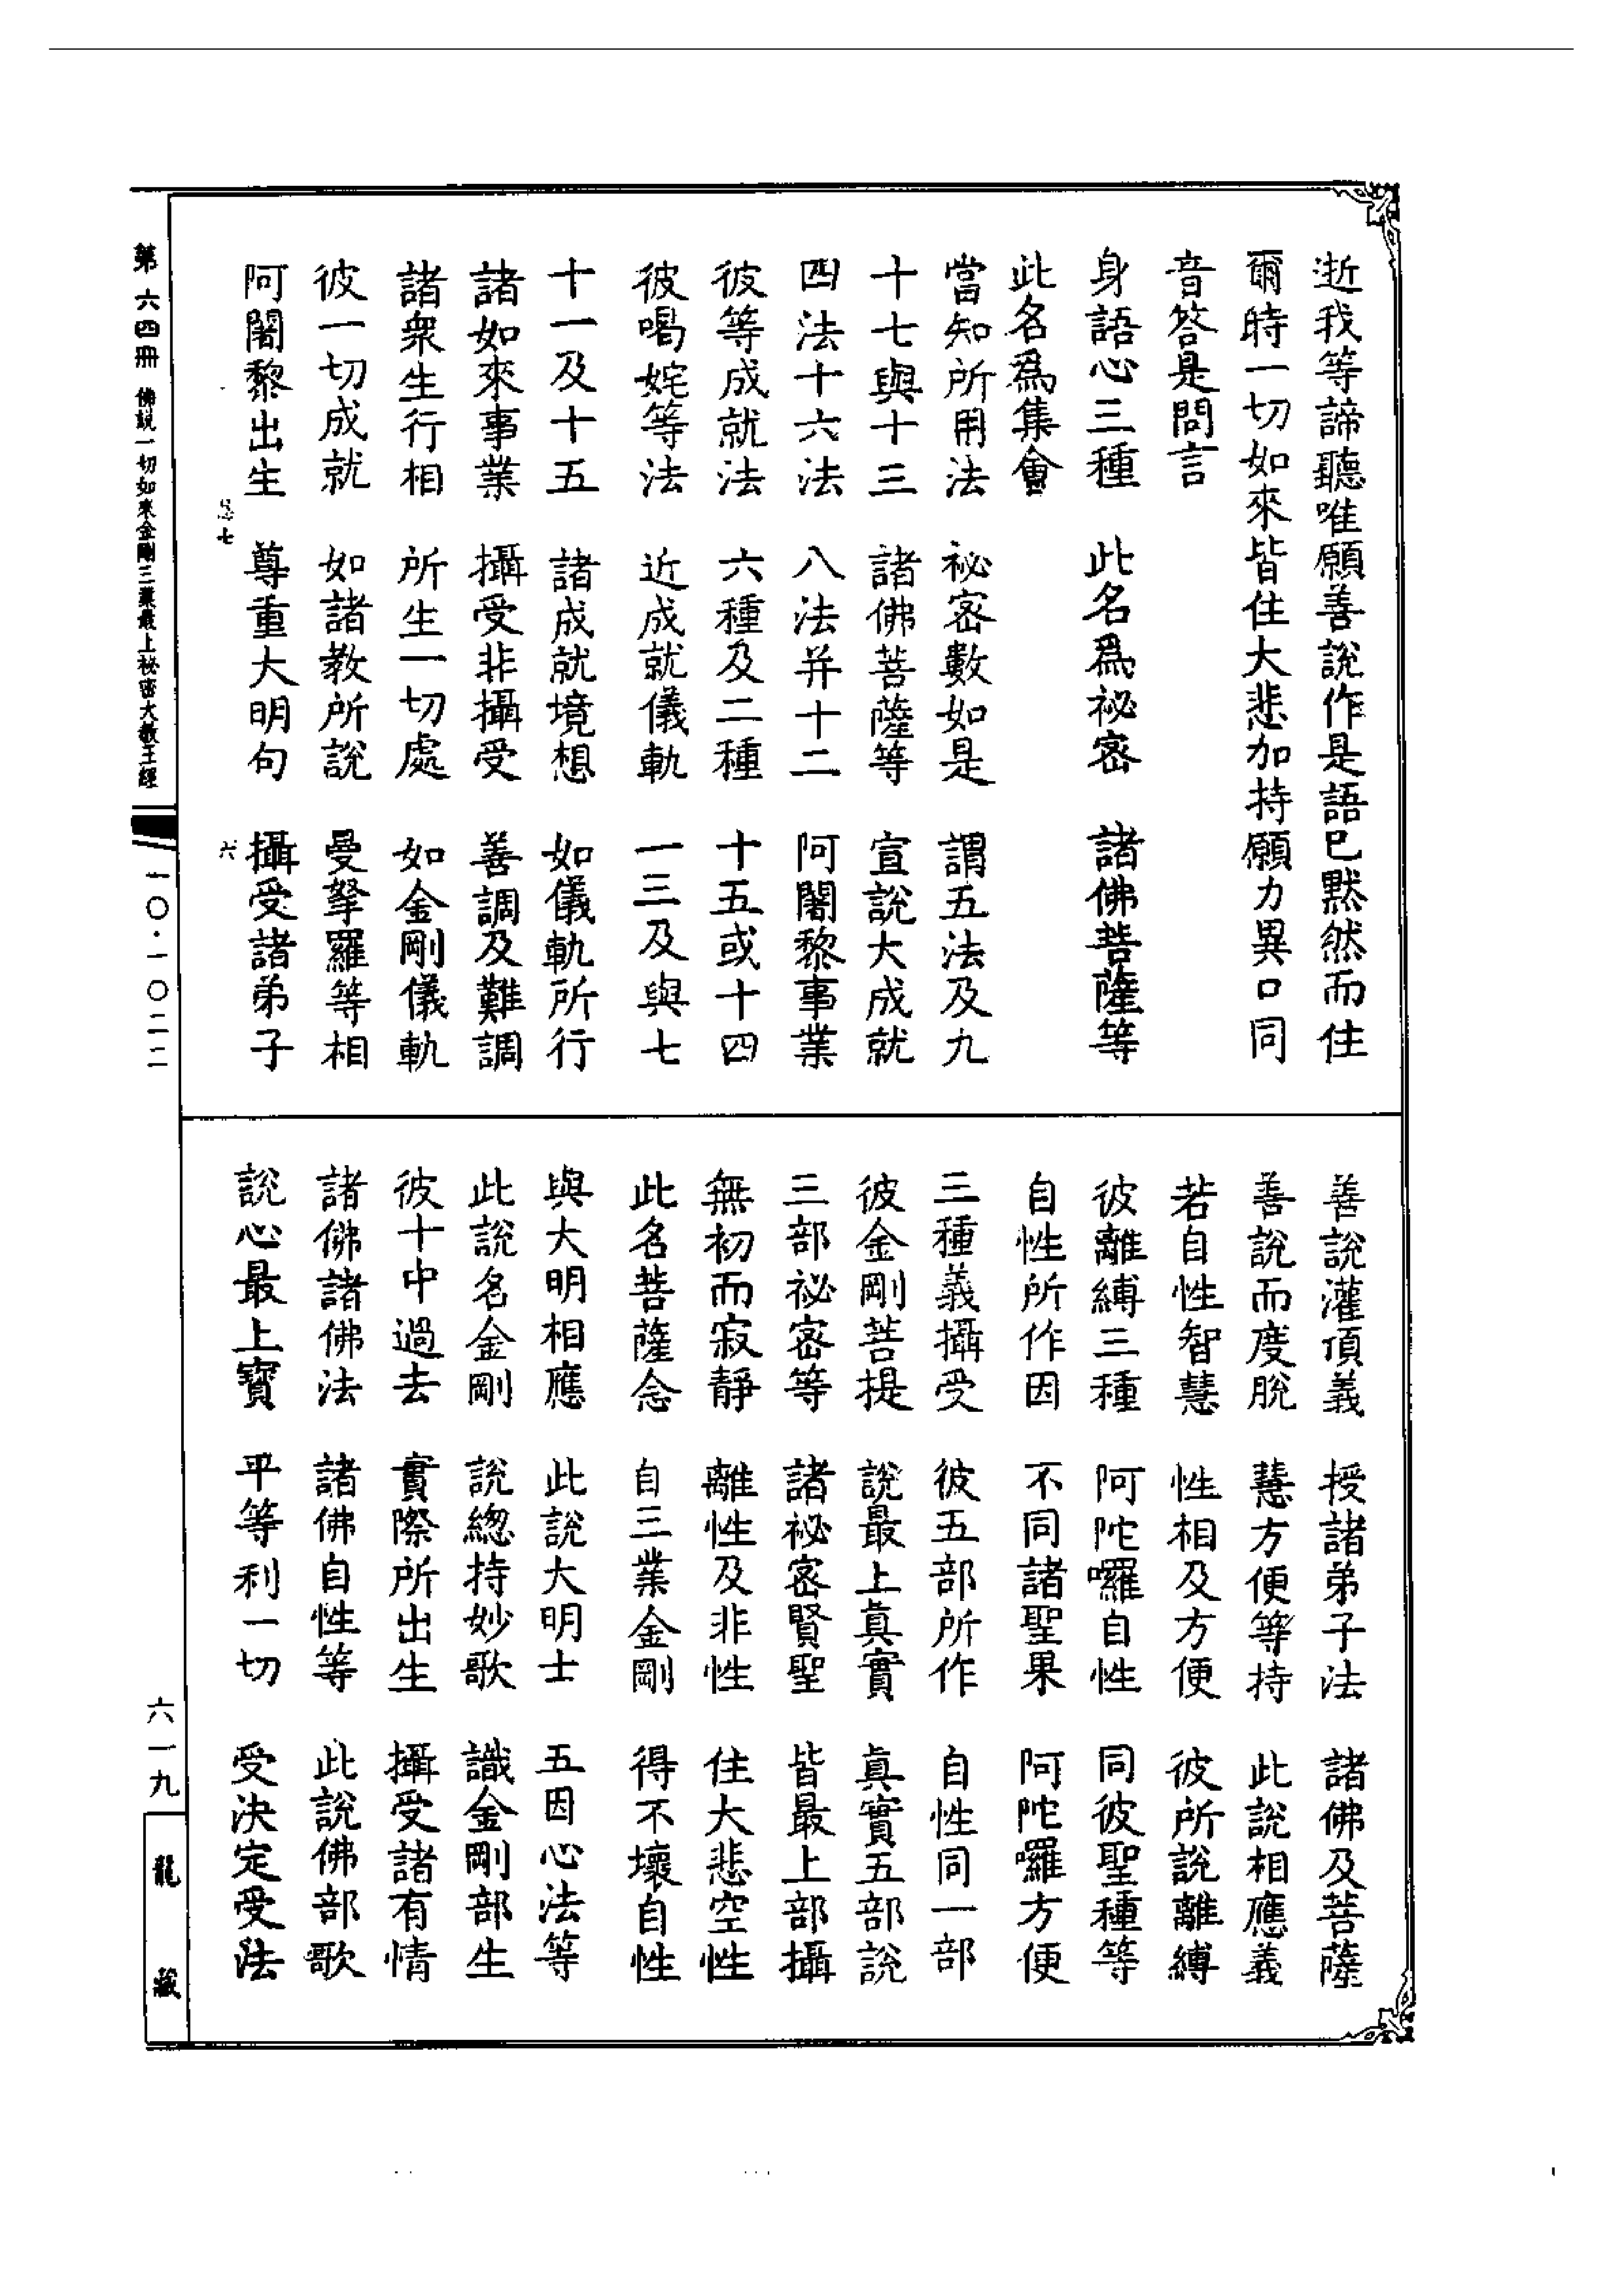 逝我等諦聽唯願善說作是語已默然而住
爾時一切如來皆住大悲加持願力異口同
音答是問言
身語心三種　此名爲祕密　諸佛菩薩等
此名爲集會
當知所用法　祕密數如是　謂五法及九
十七與十三　諸佛菩薩等　宣說大成就
四法十六法　八法并十二　阿闍黎事業
彼等成就法　六種及二種　十五或十四
彼喝姹等法　近成就儀軌　一三及與七
十一及十五　諸成就境想　如儀軌所行
諸如來事業　攝受非攝受　善調及難調
諸衆生行相　所生一切處　如金剛儀軌
彼一切成就　如諸教所說　曼拏羅等相
阿闍黎出生　尊重大明句　攝受諸弟子
善說灌頂義　授諸弟子法　諸佛及菩薩
善說而度脫　慧方便等持　此說相應義
若自性智慧　性相及方便　彼所說離縛
彼離縛三種　阿陀囉自性　同彼聖種等
自性所作因　不同諸聖果　阿陀囉方便
三種義攝受　彼五部所作　自性同一部
彼金剛菩提　說最上真實　真實五部說
三部祕密等　諸祕密賢聖　皆最上部攝
無初而寂靜　離性及非性　住大悲空性
此名菩薩念　自三業金剛　得不壞自性
與大明相應　此說大明士　五因心法等
此說名金剛　說總持妙歌　識金剛部生
彼十中過去　實際所出生　攝受諸有情
諸佛諸佛法　諸佛自性等　此說佛部歌
說心最上寶　平等利一切　受決定受法
七
六
第六四冊　佛說一切如來金剛三業最上祕密大教王經
一〇·一〇二二
六一九
龍藏